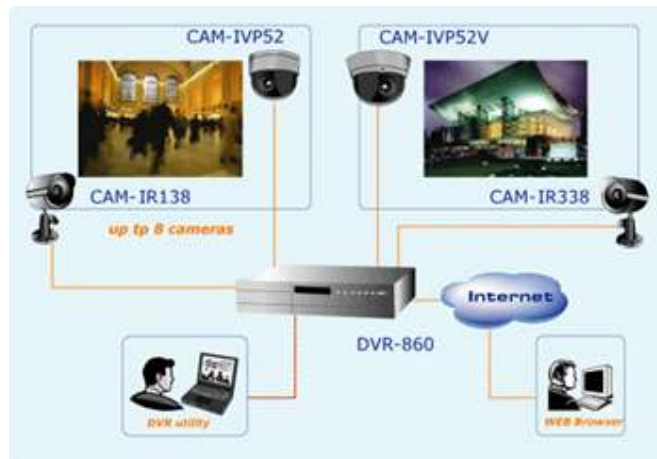 CAM-IVP52
CAM-IVP52V
CAM-IR138
CAM-IR338
up tp 8 cameras
Internet
DVR-860
DVR utility
WEB Browser